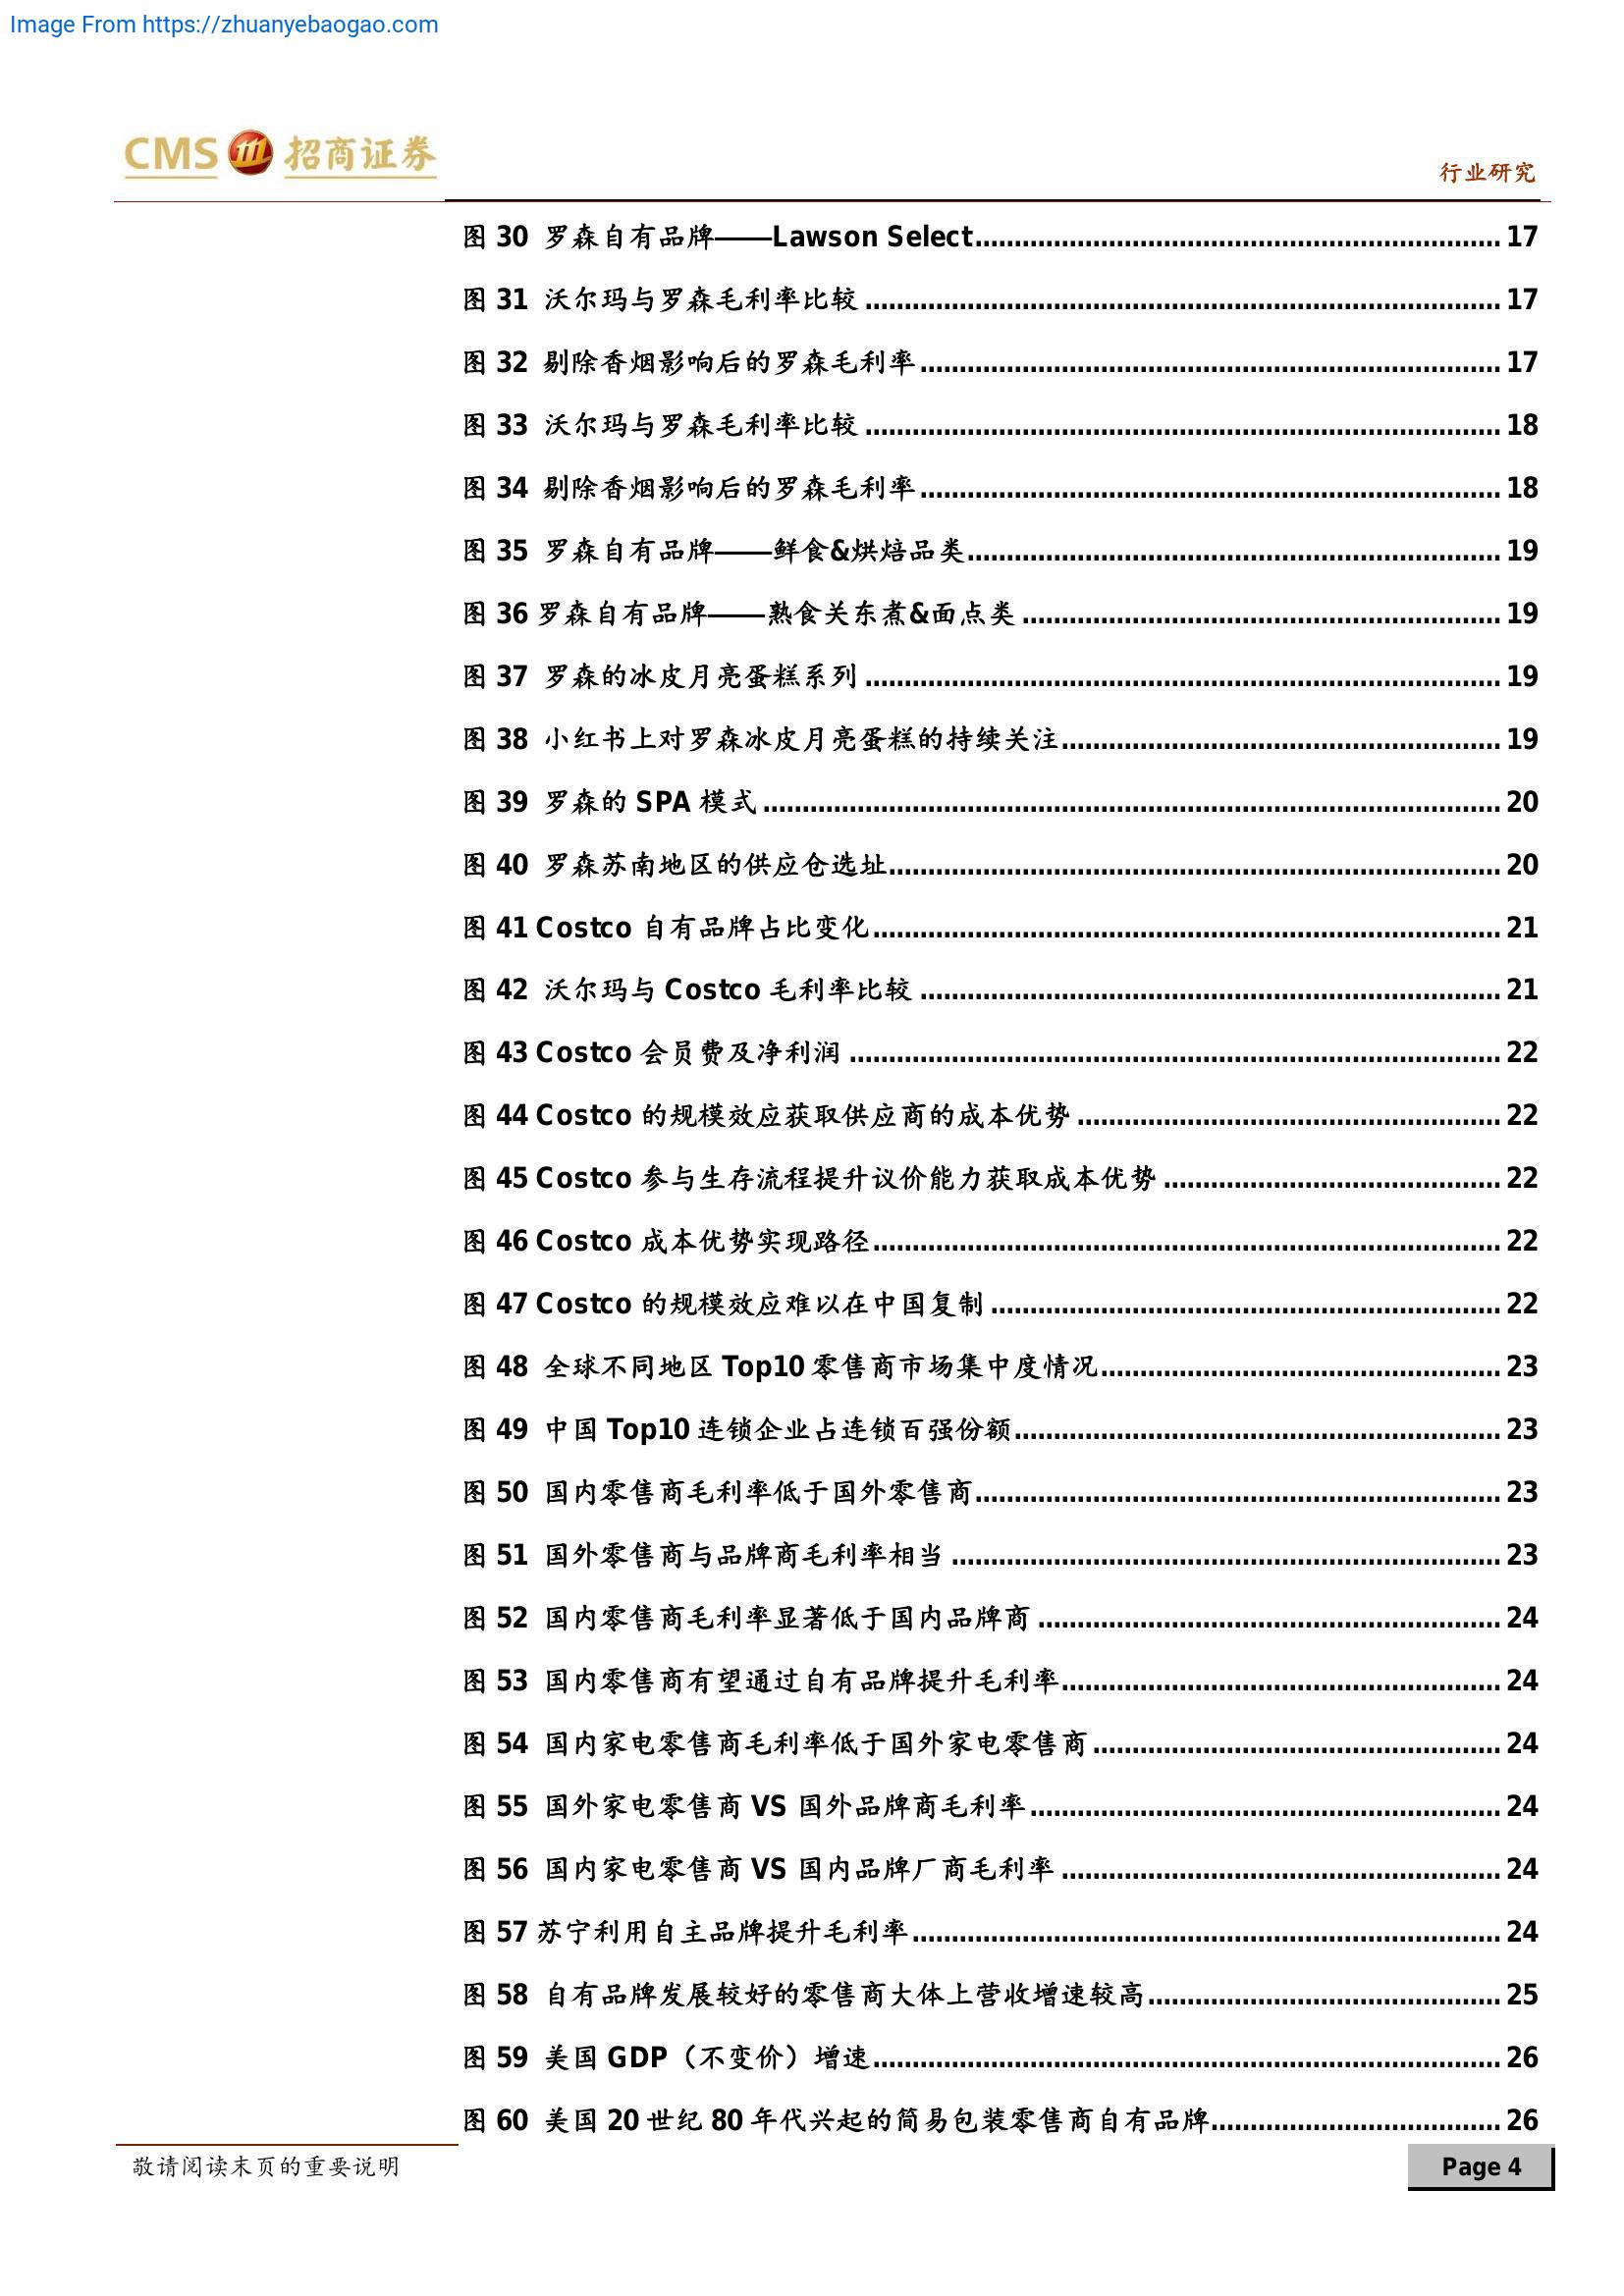 Image From https://zhuanyebaogao.com
CMS 招商证券
行业研究
图 30 罗森自有品牌——Lawson Select........ 17
图 31 沃尔玛与罗森毛利率比较........ 17
图 32 剔除香烟影响后的罗森毛利率........ 17
图 33 沃尔玛与罗森毛利率比较........ 18
图 34 剔除香烟影响后的罗森毛利率........ 18
图 35 罗森自有品牌——鲜食&烘焙品类........ 19
图 36 罗森自有品牌——熟食关东煮&面点类........ 19
图 37 罗森的冰皮月亮蛋糕系列........ 19
图 38 小红书上对罗森冰皮月亮蛋糕的持续关注........ 19
图 39 罗森的 SPA 模式........ 20
图 40 罗森苏南地区的供应仓选址........ 20
图 41 Costco 自有品牌占比变化........ 21
图 42 沃尔玛与 Costco 毛利率比较........ 21
图 43 Costco 会员费及净利润........ 22
图 44 Costco 的规模效应获取供应商的成本优势........ 22
图 45 Costco 参与生存流程提升议价能力获取成本优势........ 22
图 46 Costco 成本优势实现路径........ 22
图 47 Costco 的规模效应难以在中国复制........ 22
图 48 全球不同地区 Top10 零售商市场集中度情况........ 23
图 49 中国 Top10 连锁企业占连锁百强份额........ 23
图 50 国内零售商毛利率低于国外零售商........ 23
图 51 国外零售商与品牌商毛利率相当........ 23
图 52 国内零售商毛利率显著低于国内品牌商........ 24
图 53 国内零售商有望通过自有品牌提升毛利率........ 24
图 54 国内家电零售商毛利率低于国外家电零售商........ 24
图 55 国外家电零售商 VS 国外品牌商毛利率........ 24
图 56 国内家电零售商 VS 国内品牌厂商毛利率........ 24
图 57 苏宁利用自主品牌提升毛利率........ 24
图 58 自有品牌发展较好的零售商大体上营收增速较高........ 25
图 59 美国 GDP（不变价）增速........ 26
图 60 美国 20 世纪 80 年代兴起的简易包装零售商自有品牌........ 26
敬请阅读末页的重要说明
Page 4